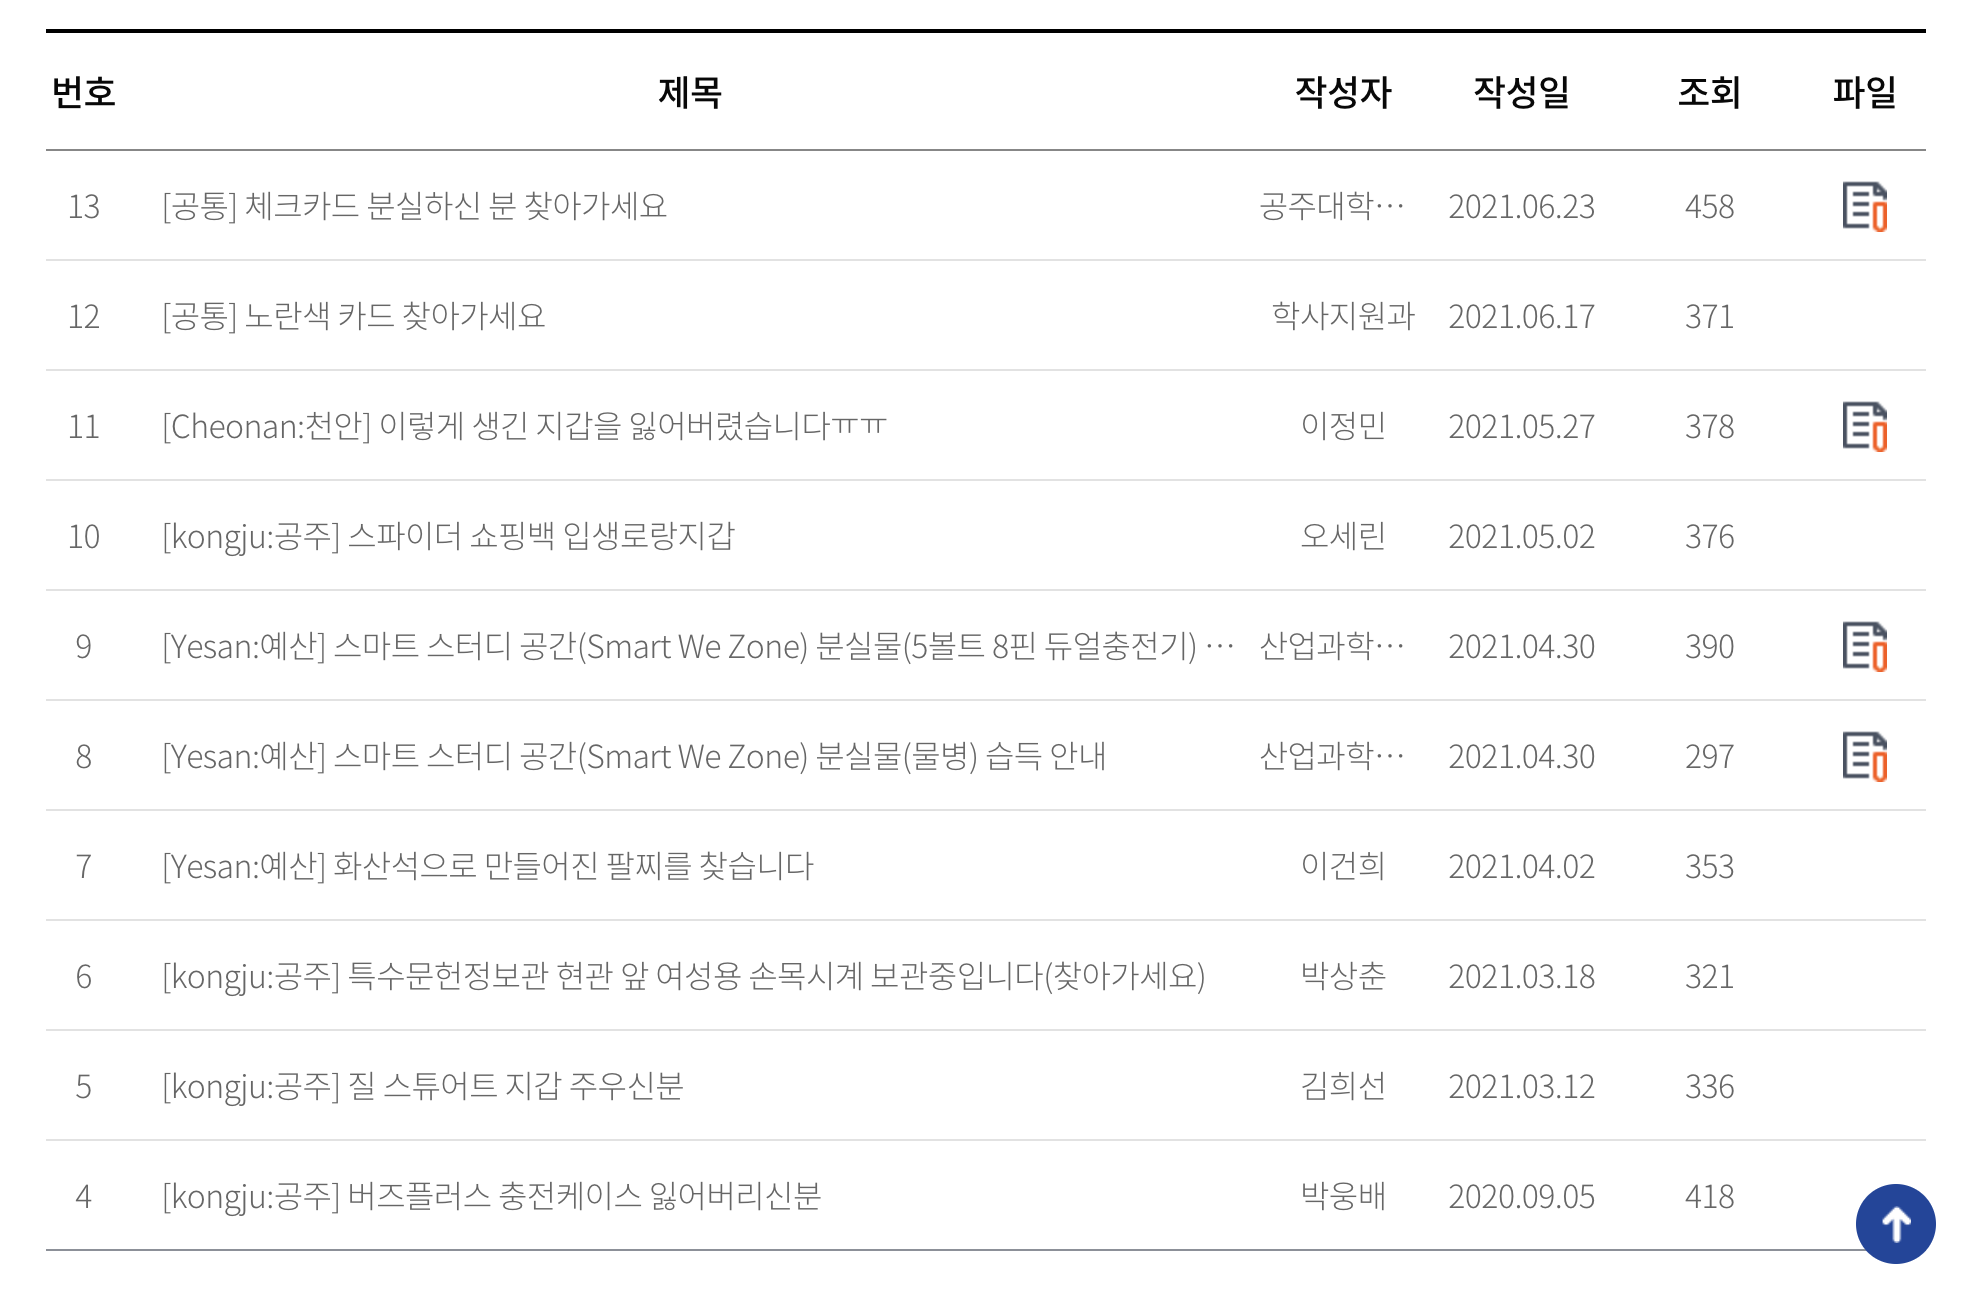 번호 제목 작성자 작성일 조회 파일
13 [공통] 체크카드 분실하신 분 찾아가세요 공주대학… 2021.06.23 458
12 [공통] 노란색 카드 찾아가세요 학사지원과 2021.06.17 371
11 [Cheonan:천안] 이렇게 생긴 지갑을 잃어버렸습니다ㅠㅠ 이정민 2021.05.27 378
10 [kongju:공주] 스파이더 쇼핑백 입생로랑지갑 오세린 2021.05.02 376
9 [Yesan:예산] 스마트 스터디 공간(Smart We Zone) 분실물(5볼트 8핀 듀얼충전기) … 산업과학… 2021.04.30 390
8 [Yesan:예산] 스마트 스터디 공간(Smart We Zone) 분실물(물병) 습득 안내 산업과학… 2021.04.30 297
7 [Yesan:예산] 화산석으로 만들어진 팔찌를 찾습니다 이건희 2021.04.02 353
6 [kongju:공주] 특수문헌정보관 현관 앞 여성용 손목시계 보관중입니다(찾아가세요) 박상춘 2021.03.18 321
5 [kongju:공주] 질 스튜어트 지갑 주우신분 김희선 2021.03.12 336
4 [kongju:공주] 버즈플러스 충전케이스 잃어버리신분 박웅배 2020.09.05 418